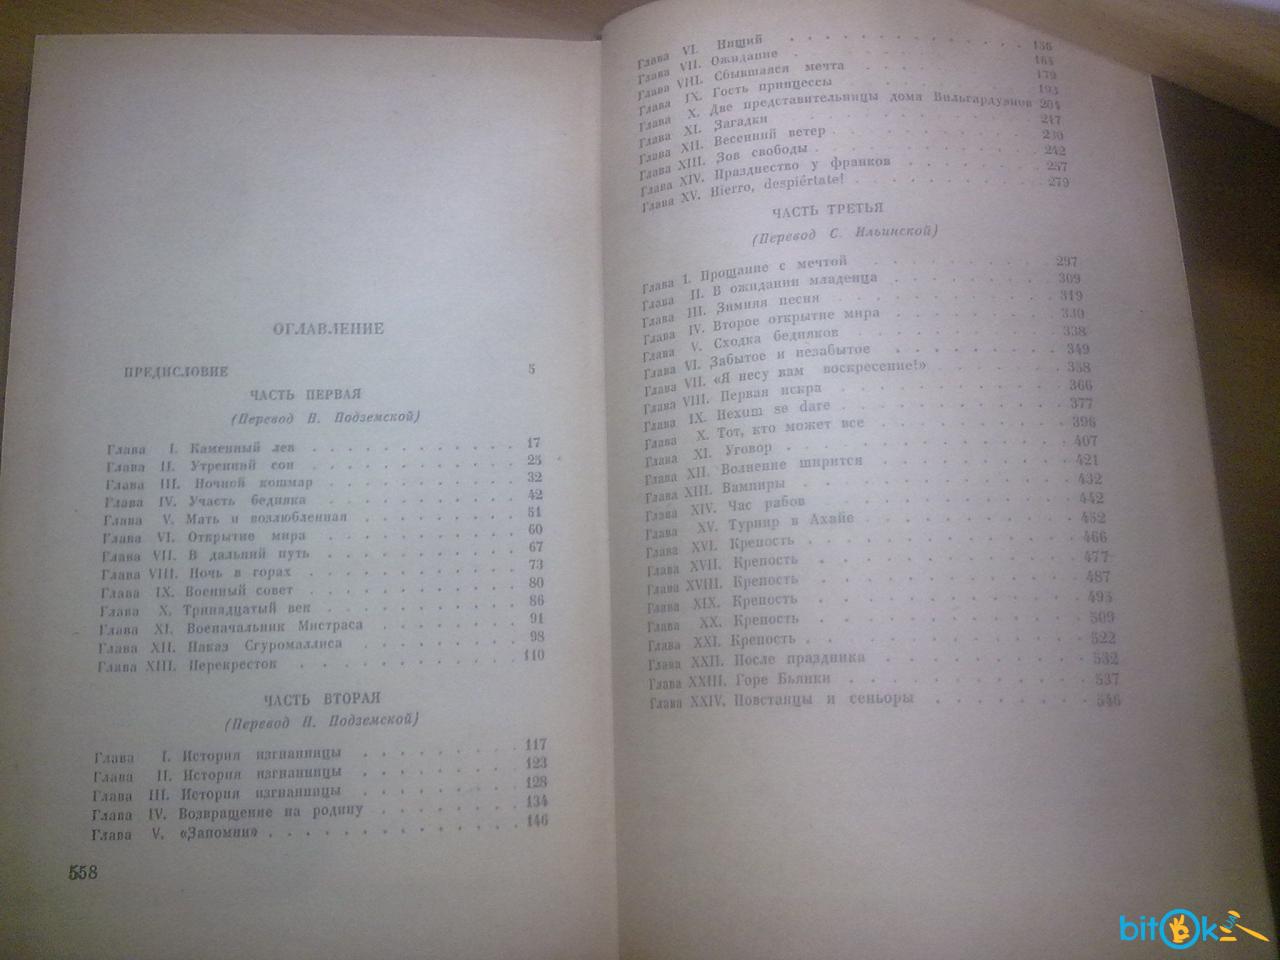 ОГЛАВЛЕНИЕ
ПРЕДИСЛОВИЕ 5
ЧАСТЬ ПЕРВАЯ
(Перевод Н. Подземской)
Глава I. Каменный лев 17
Глава II. Утренний сон 25
Глава III. Ночной кошмар 32
Глава IV. Участь бедняка 42
Глава V. Мать и возлюбленная 51
Глава VI. Открытие мира 60
Глава VII. В дальний путь 67
Глава VIII. Ночь в горах 73
Глава IX. Военный совет 80
Глава X. Тринадцатый век 86
Глава XI. Военачальник Мистраса 91
Глава XII. Наказ Сгуромаллиса 98
Глава XIII. Перекресток 110
ЧАСТЬ ВТОРАЯ
(Перевод Н. Подземской)
Глава I. История изгнанницы 117
Глава II. История изгнанницы 123
Глава III. История изгнанницы 128
Глава IV. Возвращение на родину 134
Глава V. «Запомни» 146
558
Глава VI. Нищий 156
Глава VII. Ожидание 164
Глава VIII. Сбывшаяся мечта 179
Глава IX. Гость принцессы 193
Глава X. Две представительницы дома Вильгардуинов 204
Глава XI. Загадки 217
Глава XII. Весенний ветер 230
Глава XIII. Зов свободы 242
Глава XIV. Празднество у франков 257
Глава XV. Hierro, despiértate! 279
ЧАСТЬ ТРЕТЬЯ
(Перевод С. Ильинской)
Глава I. Прощание с мечтой 297
Глава II. В ожидании младенца 309
Глава III. Зимняя песня 319
Глава IV. Второе открытие мира 330
Глава V. Сходка бедняков 338
Глава VI. Забытое и незабытое 349
Глава VII. «Я несу вам воскресение!» 358
Глава VIII. Первая искра 366
Глава IX. Nexum se dare 377
Глава X. Тот, кто может все 396
Глава XI. Уговор 407
Глава XII. Волнение ширится 421
Глава XIII. Вампиры 432
Глава XIV. Час рабов 442
Глава XV. Турнир в Ахайе 452
Глава XVI. Крепость 466
Глава XVII. Крепость 477
Глава XVIII. Крепость 487
Глава XIX. Крепость 495
Глава XX. Крепость 509
Глава XXI. Крепость 522
Глава XXII. После праздника 532
Глава XXIII. Горе Бьянки 537
Глава XXIV. Повстанцы и сеньоры 546
bitOk